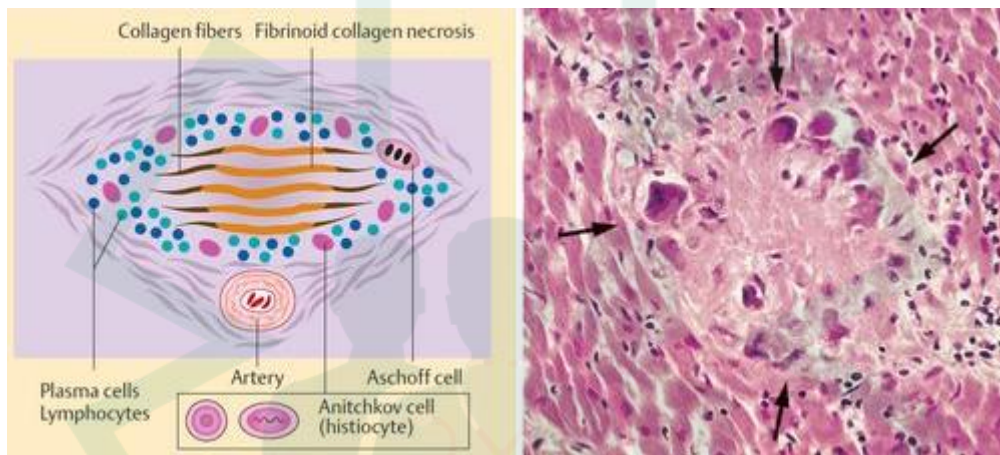 Collagen fibers
Fibrinoid collagen necrosis
Plasma cells
Lymphocytes
Artery
Aschoff cell
Anitchkov cell
(histiocyte)